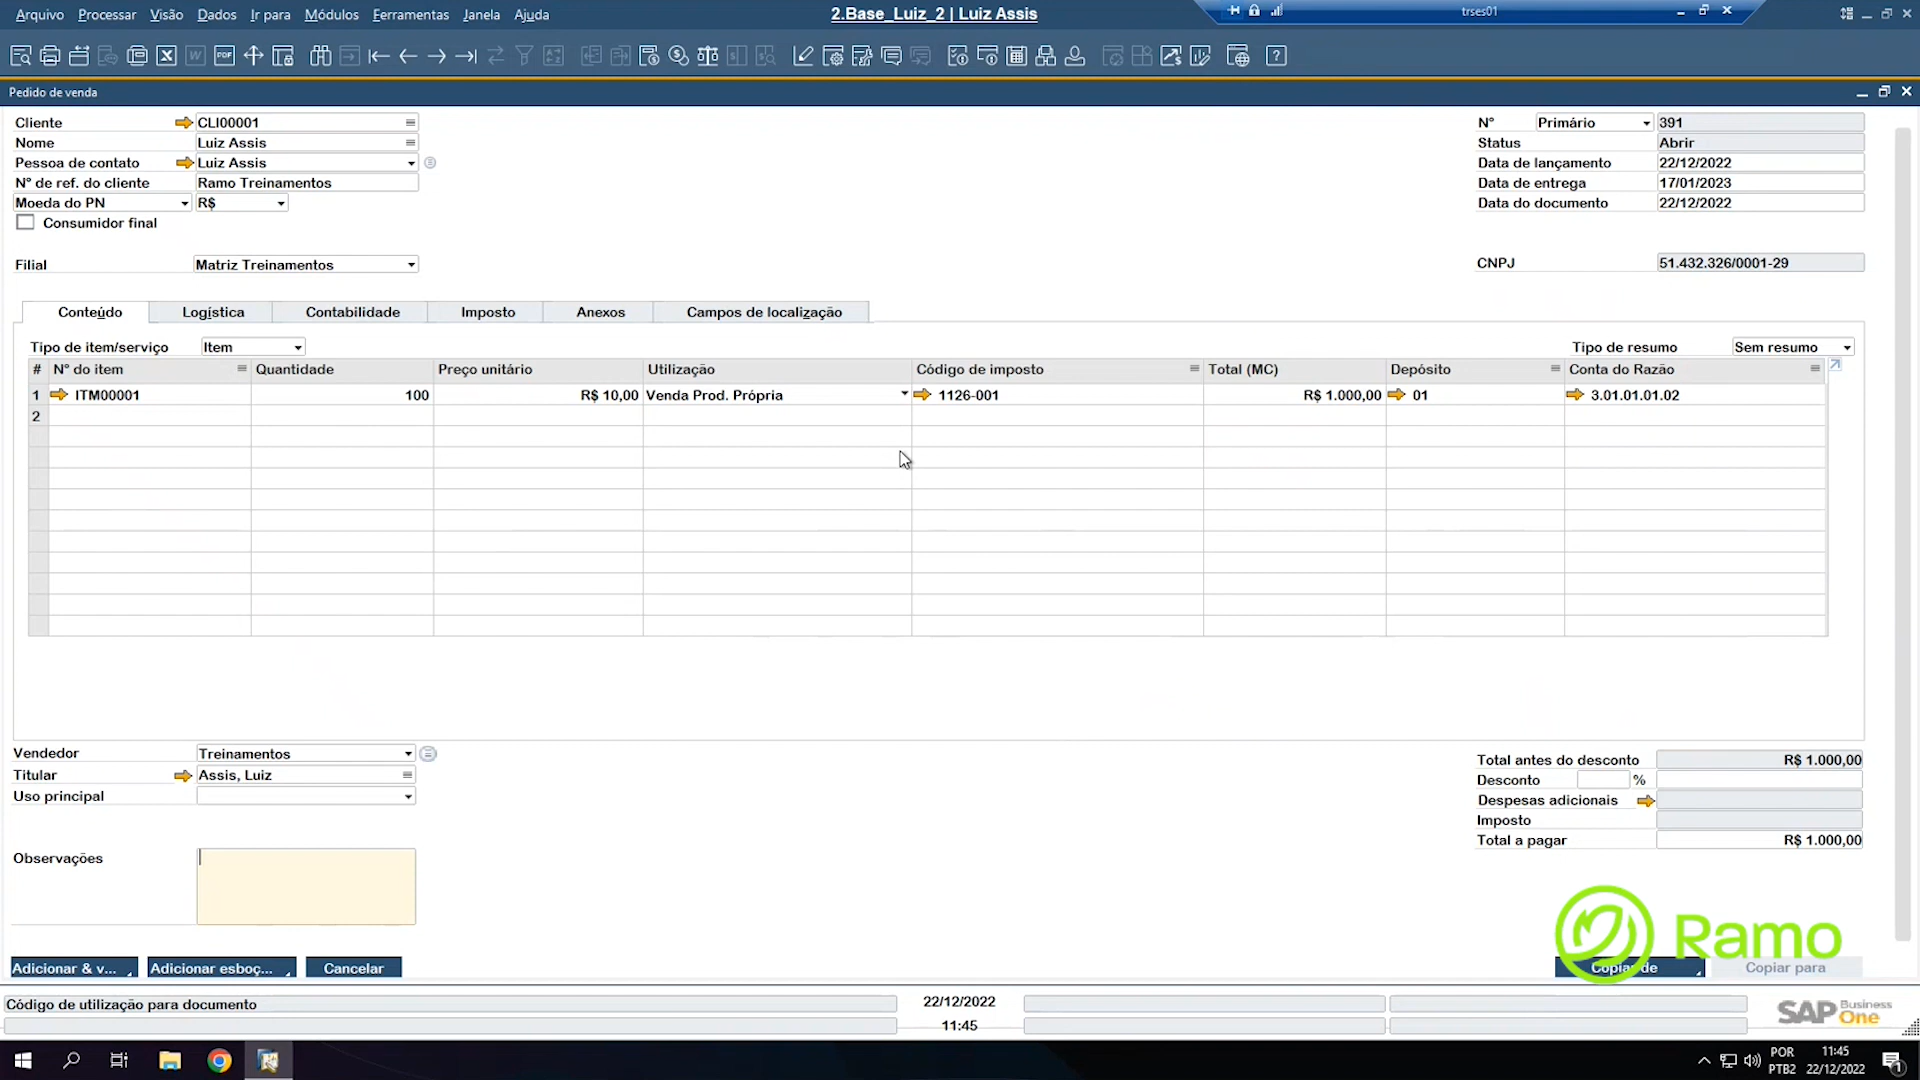 Arquivo Processar Visão Dados Ir para Módulos Ferramentas Janela Ajuda
2.Base_Luiz_2 | Luiz Assis
trses01
Pedido de venda
Cliente CLI00001
Nome Luiz Assis
Pessoa de contato Luiz Assis
N° de ref. do cliente Ramo Treinamentos
Moeda do PN R$
Consumidor final
Filial Matriz Treinamentos
N° Primário 391
Status Abrir
Data de lançamento 22/12/2022
Data de entrega 17/01/2023
Data do documento 22/12/2022
CNPJ 51.432.326/0001-29
Conteúdo Logística Contabilidade Imposto Anexos Campos de localização
Tipo de item/serviço Item
Tipo de resumo Sem resumo
# N° do item Quantidade Preço unitário Utilização Código de imposto Total (MC) Depósito Conta do Razão
1 ITM00001 100 R$ 10,00 Venda Prod. Própria 1126-001 R$ 1.000,00 01 3.01.01.01.02
2
Vendedor Treinamentos
Titular Assis, Luiz
Uso principal
Observações
Total antes do desconto R$ 1.000,00
Desconto %
Despesas adicionais
Imposto
Total a pagar R$ 1.000,00
Ramo
Adicionar & v... Adicionar esboç... Cancelar
Copiar de Copiar para
Código de utilização para documento
22/12/2022
11:45
SAP Business One
POR
PTB2
11:45
22/12/2022
1